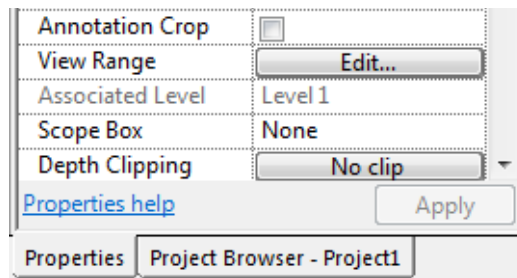 Annotation Crop
View Range Edit...
Associated Level Level 1
Scope Box None
Depth Clipping No clip
Properties help Apply
Properties Project Browser - Project1